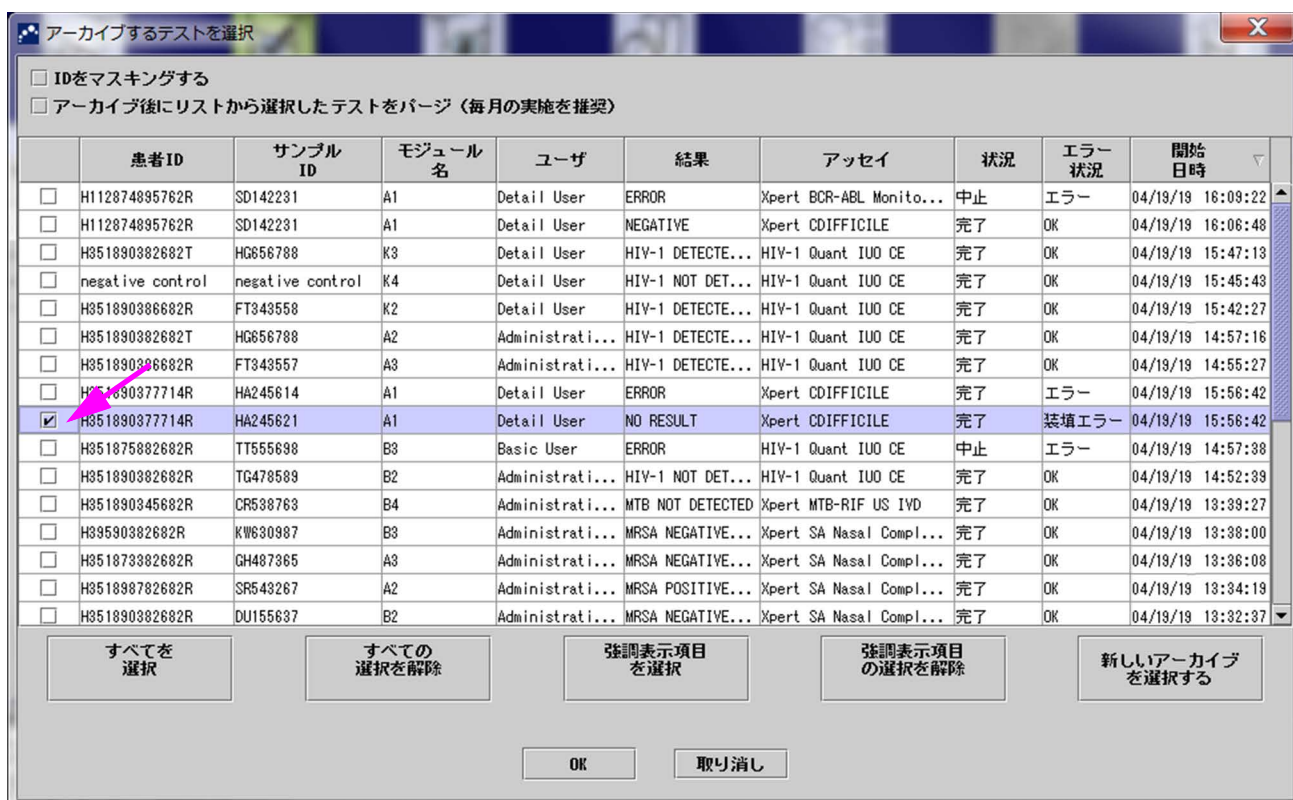 アーカイブするテストを選択
IDをマスキングする
アーカイブ後にリストから選択したテストをパージ（毎月の実施を推奨）
患者ID サンプル ID モジュール 名 ユーザ 結果 アッセイ 状況 エラー 状況 開始 日時
H112874895762R SD142231 A1 Detail User ERROR Xpert BCR-ABL Monito... 中止 エラー 04/19/19 16:09:22
H112874895762R SD142231 A1 Detail User NEGATIVE Xpert CDIFFICILE 完了 OK 04/19/19 16:06:48
H351890382682T HG656788 K3 Detail User HIV-1 DETECTE... HIV-1 Quant IUO CE 完了 OK 04/19/19 15:47:13
negative control negative control K4 Detail User HIV-1 NOT DET... HIV-1 Quant IUO CE 完了 OK 04/19/19 15:45:43
H351890386682R FT343558 K2 Detail User HIV-1 DETECTE... HIV-1 Quant IUO CE 完了 OK 04/19/19 15:42:27
H351890382682T HG656788 A2 Administrati... HIV-1 DETECTE... HIV-1 Quant IUO CE 完了 OK 04/19/19 14:57:16
H351890386682R FT343557 A3 Administrati... HIV-1 DETECTE... HIV-1 Quant IUO CE 完了 OK 04/19/19 14:55:27
H351890377714R HA245614 A1 Detail User ERROR Xpert CDIFFICILE 完了 エラー 04/19/19 15:56:42
H351890377714R HA245621 A1 Detail User NO RESULT Xpert CDIFFICILE 完了 装填エラー 04/19/19 15:56:42
H351875882682R TT555698 B3 Basic User ERROR HIV-1 Quant IUO CE 中止 エラー 04/19/19 14:57:38
H351890382682R TG478589 B2 Administrati... HIV-1 NOT DET... HIV-1 Quant IUO CE 完了 OK 04/19/19 14:52:39
H351890345682R CR538763 B4 Administrati... MTB NOT DETECTED Xpert MTB-RIF US IVD 完了 OK 04/19/19 13:39:27
H39590382682R KW630987 B3 Administrati... MRSA NEGATIVE... Xpert SA Nasal Compl... 完了 OK 04/19/19 13:38:00
H351873382682R GH487365 A3 Administrati... MRSA NEGATIVE... Xpert SA Nasal Compl... 完了 OK 04/19/19 13:36:08
H351898782682R SR543267 A2 Administrati... MRSA POSITIVE... Xpert SA Nasal Compl... 完了 OK 04/19/19 13:34:19
H351890382682R DU155637 B2 Administrati... MRSA NEGATIVE... Xpert SA Nasal Compl... 完了 OK 04/19/19 13:32:37
すべてを 選択
すべての 選択を解除
強調表示項目 を選択
強調表示項目 の選択を解除
新しいアーカイブ を選択する
OK
取り消し